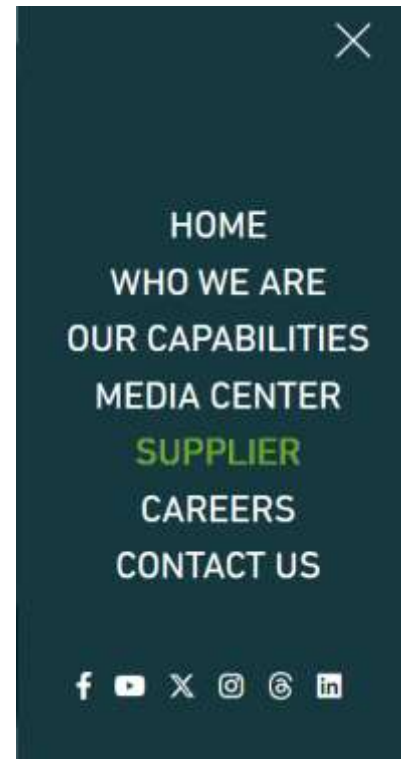 HOME
WHO WE ARE
OUR CAPABILITIES
MEDIA CENTER
SUPPLIER
CAREERS
CONTACT US